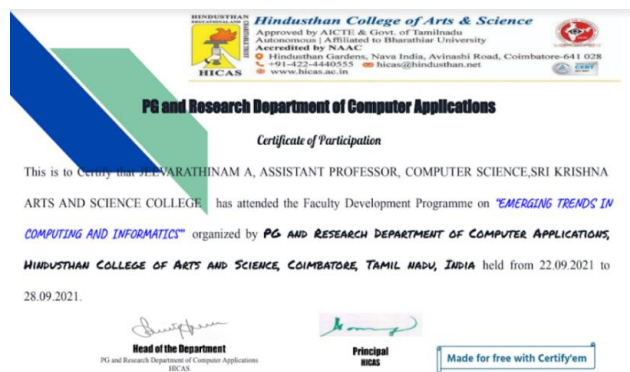 HINDUSTHAN
EDUCATIONAL AND
CHARITABLE TRUST
HICAS
Hindusthan College of Arts & Science
Approved by AICTE & Govt. of Tamilnadu
Autonomous | Affiliated to Bharathiar University
Accredited by NAAC
Hindusthan Gardens, Nava India, Avinashi Road, Coimbatore-641 028
+91-422-4440555 hicas@hindusthan.net
www.hicas.ac.in
PG and Research Department of Computer Applications
Certificate of Participation
This is to Certify that JEEVARATHINAM A, ASSISTANT PROFESSOR, COMPUTER SCIENCE,SRI KRISHNA
ARTS AND SCIENCE COLLEGE has attended the Faculty Development Programme on "EMERGING TRENDS IN
COMPUTING AND INFORMATICS" organized by PG AND RESEARCH DEPARTMENT OF COMPUTER APPLICATIONS,
HINDUSTHAN COLLEGE OF ARTS AND SCIENCE, COIMBATORE, TAMIL NADU, INDIA held from 22.09.2021 to
28.09.2021.
Head of the Department
PG and Research Department of Computer Applications
HICAS
Principal
HICAS
Made for free with Certify'em